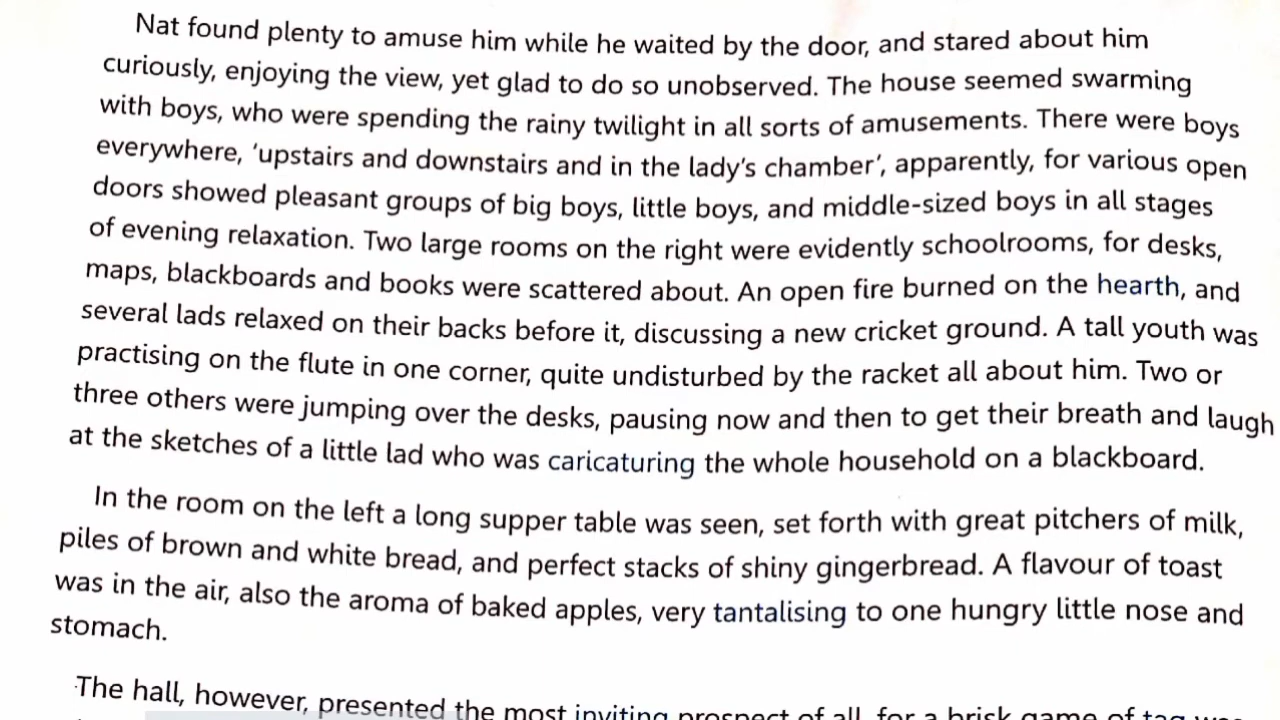 Nat found plenty to amuse him while he waited by the door, and stared about him
curiously, enjoying the view, yet glad to do so unobserved. The house seemed swarming
with boys, who were spending the rainy twilight in all sorts of amusements. There were boys
everywhere, ‘upstairs and downstairs and in the lady’s chamber’, apparently, for various open
doors showed pleasant groups of big boys, little boys, and middle-sized boys in all stages
of evening relaxation. Two large rooms on the right were evidently schoolrooms, for desks,
maps, blackboards and books were scattered about. An open fire burned on the hearth, and
several lads relaxed on their backs before it, discussing a new cricket ground. A tall youth was
practising on the flute in one corner, quite undisturbed by the racket all about him. Two or
three others were jumping over the desks, pausing now and then to get their breath and laugh
at the sketches of a little lad who was caricaturing the whole household on a blackboard.
In the room on the left a long supper table was seen, set forth with great pitchers of milk,
piles of brown and white bread, and perfect stacks of shiny gingerbread. A flavour of toast
was in the air, also the aroma of baked apples, very tantalising to one hungry little nose and
stomach.
The hall, however, presented the most inviting prospect of all, for a brisk game of tag was